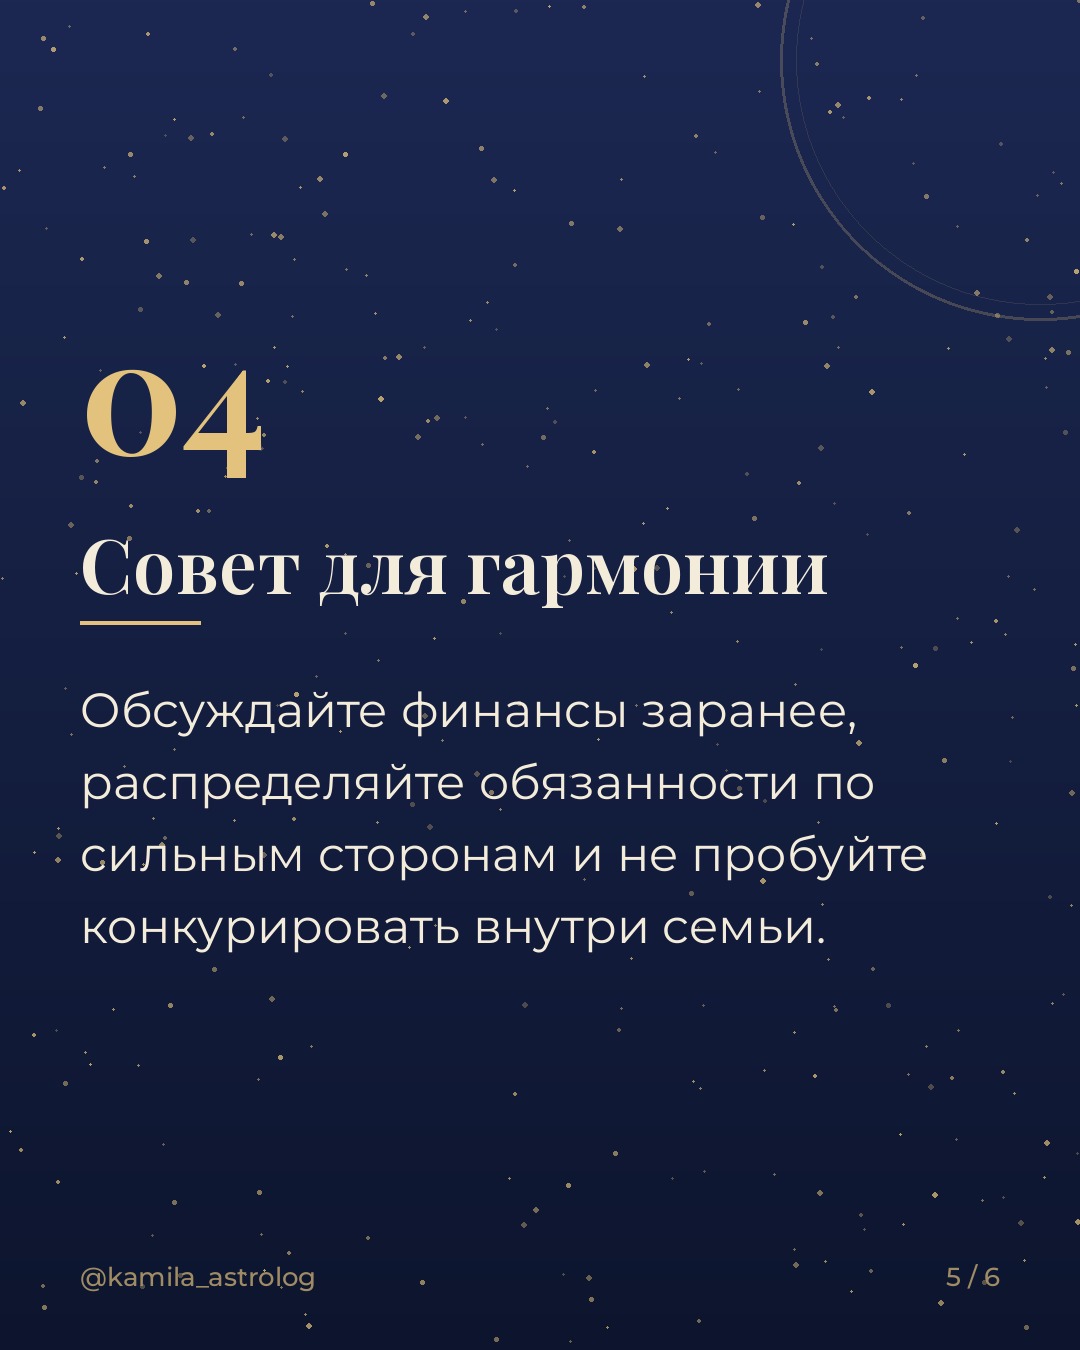 04
Совет для гармонии
Обсуждайте финансы заранее,
распределяйте обязанности по
сильным сторонам и не пробуйте
конкурировать внутри семьи.
@kamila_astrolog
5 / 6